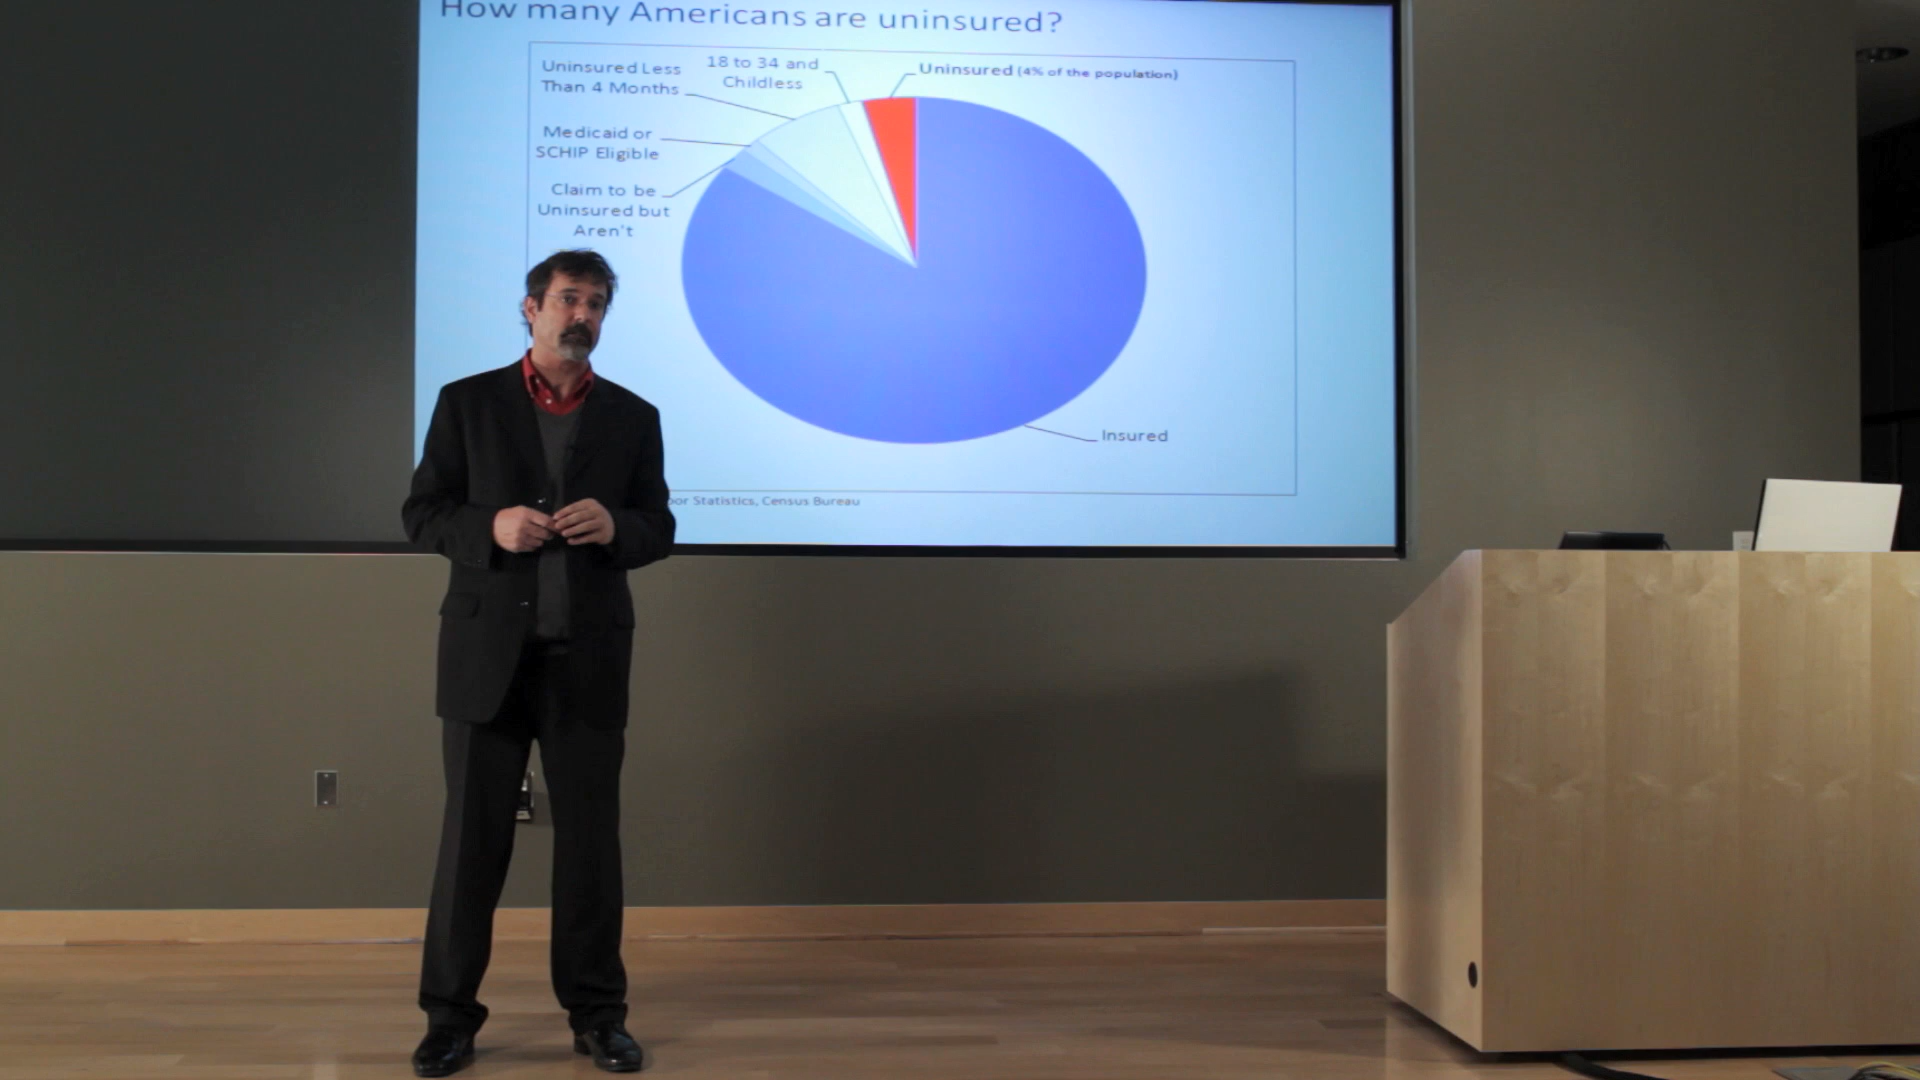 How many Americans are uninsured?
Uninsured Less
Than 4 Months
18 to 34 and
Childless
Uninsured (4% of the population)
Medicaid or
SCHIP Eligible
Claim to be
Uninsured but
Aren't
Insured
Statistics, Census Bureau